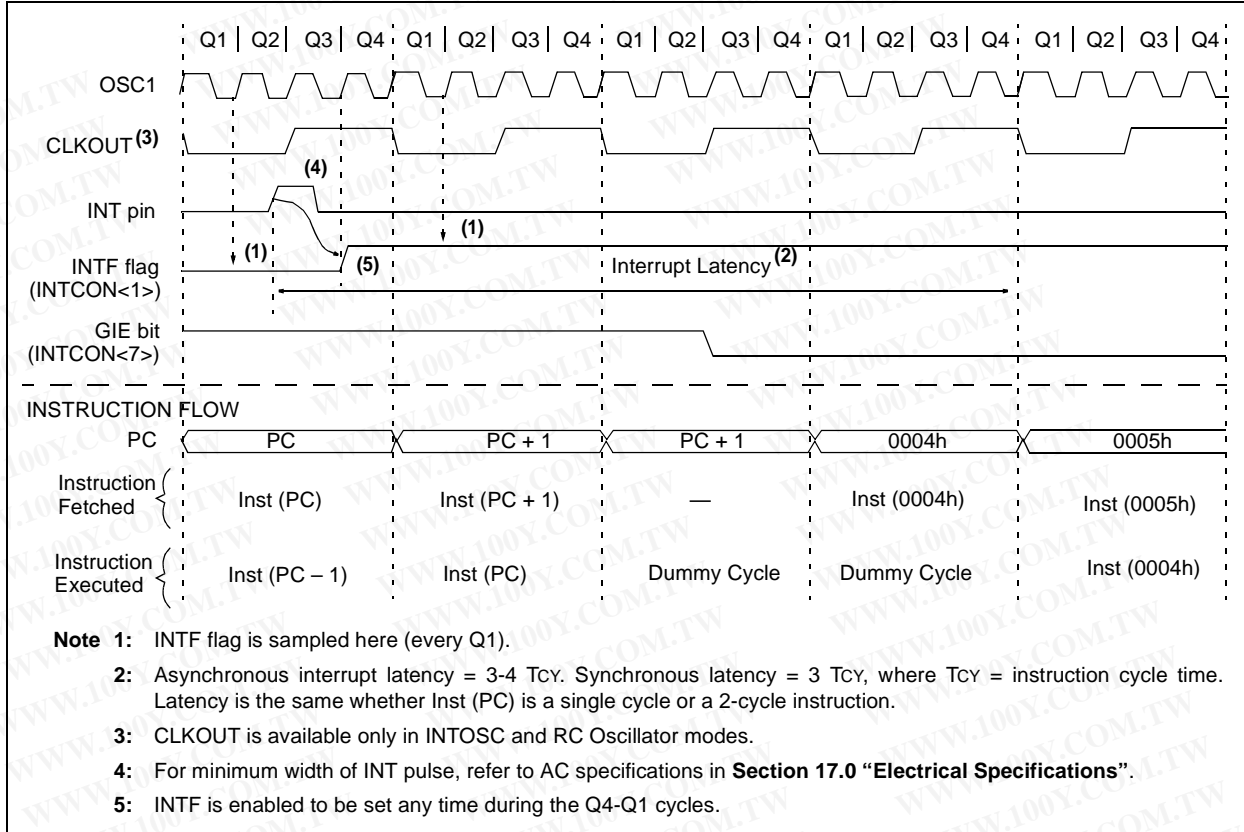 Q1 Q2 Q3 Q4 Q1 Q2 Q3 Q4 Q1 Q2 Q3 Q4 Q1 Q2 Q3 Q4 Q1 Q2 Q3 Q4
OSC1
CLKOUT (3)
(4)
INT pin
(1)
(1)
INTF flag
(INTCON<1>)
(5)
Interrupt Latency (2)
GIE bit
(INTCON<7>)
INSTRUCTION FLOW
PC PC PC + 1 PC + 1 0004h 0005h
Instruction
Fetched
Inst (PC) Inst (PC + 1) — Inst (0004h) Inst (0005h)
Instruction
Executed
Inst (PC – 1) Inst (PC) Dummy Cycle Dummy Cycle Inst (0004h)
Note 1: INTF flag is sampled here (every Q1).
2: Asynchronous interrupt latency = 3-4 TCY. Synchronous latency = 3 TCY, where TCY = instruction cycle time.
Latency is the same whether Inst (PC) is a single cycle or a 2-cycle instruction.
3: CLKOUT is available only in INTOSC and RC Oscillator modes.
4: For minimum width of INT pulse, refer to AC specifications in Section 17.0 “Electrical Specifications”.
5: INTF is enabled to be set any time during the Q4-Q1 cycles.
WWW.100Y.COM.TW